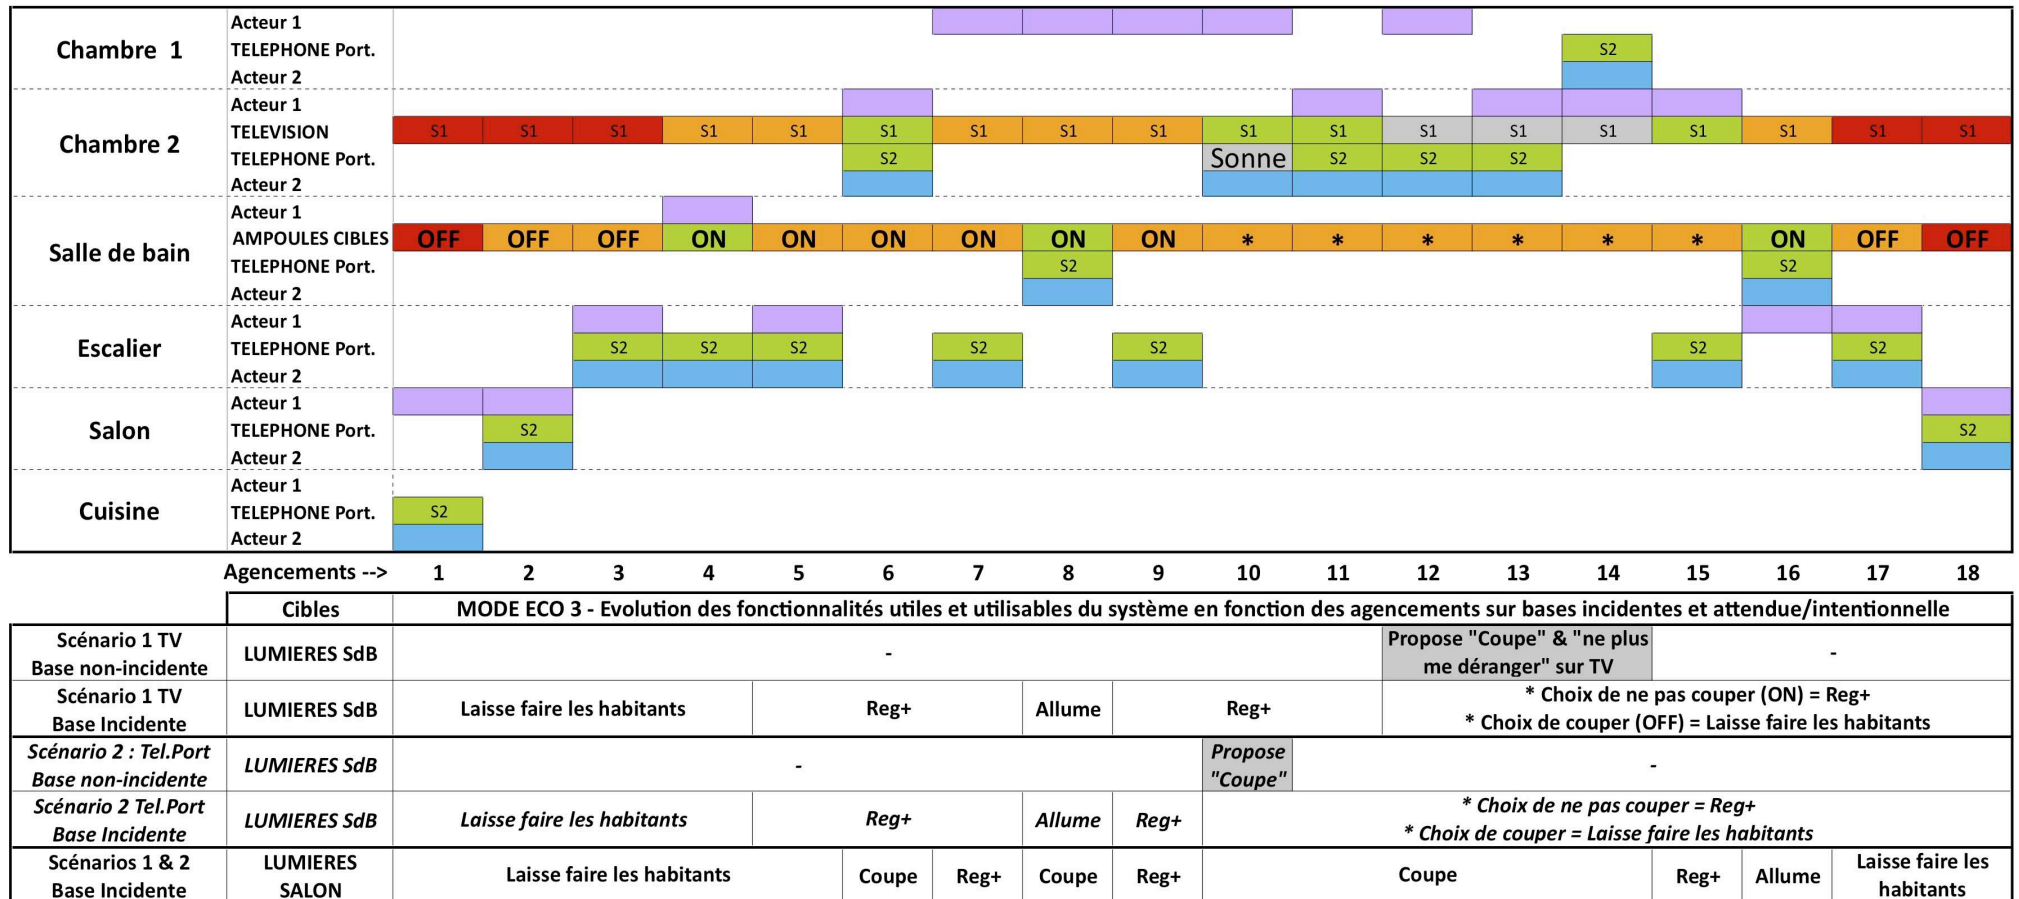 Acteur 1
Chambre 1 TELEPHONE Port. S2
Acteur 2
Acteur 1
Chambre 2 TELEVISION S1 S1 S1 S1 S1 S1 S1 S1 S1 S1 S1 S1 S1 S1 S1 S1 S1 S1
TELEPHONE Port. S2 Sonne S2 S2 S2
Acteur 2
Acteur 1
Salle de bain AMPOULES CIBLES OFF OFF OFF ON ON ON ON ON ON * * * * * * ON OFF OFF
TELEPHONE Port. S2 S2
Acteur 2
Acteur 1
Escalier TELEPHONE Port. S2 S2 S2 S2 S2 S2 S2
Acteur 2
Acteur 1
Salon TELEPHONE Port. S2 S2
Acteur 2
Acteur 1
Cuisine TELEPHONE Port. S2
Acteur 2
Agencements --> 1 2 3 4 5 6 7 8 9 10 11 12 13 14 15 16 17 18
Cibles MODE ECO 3 - Evolution des fonctionnalités utiles et utilisables du système en fonction des agencements sur bases incidentes et attendue/intentionnelle
Scénario 1 TV
Base non-incidente
LUMIERES SdB
-
Propose "Coupe" & "ne plus
me déranger" sur TV
-
Scénario 1 TV
Base Incidente
LUMIERES SdB
Laisse faire les habitants
Reg+
Allume
Reg+
* Choix de ne pas couper (ON) = Reg+
* Choix de couper (OFF) = Laisse faire les habitants
Scénario 2 : Tel.Port
Base non-incidente
LUMIERES SdB
-
Propose
"Coupe"
-
Scénario 2 Tel.Port
Base Incidente
LUMIERES SdB
Laisse faire les habitants
Reg+
Allume
Reg+
* Choix de ne pas couper = Reg+
* Choix de couper = Laisse faire les habitants
Scénarios 1 & 2
Base Incidente
LUMIERES
SALON
Laisse faire les habitants
Coupe
Reg+
Coupe
Reg+
Coupe
Reg+
Allume
Laisse faire les
habitants